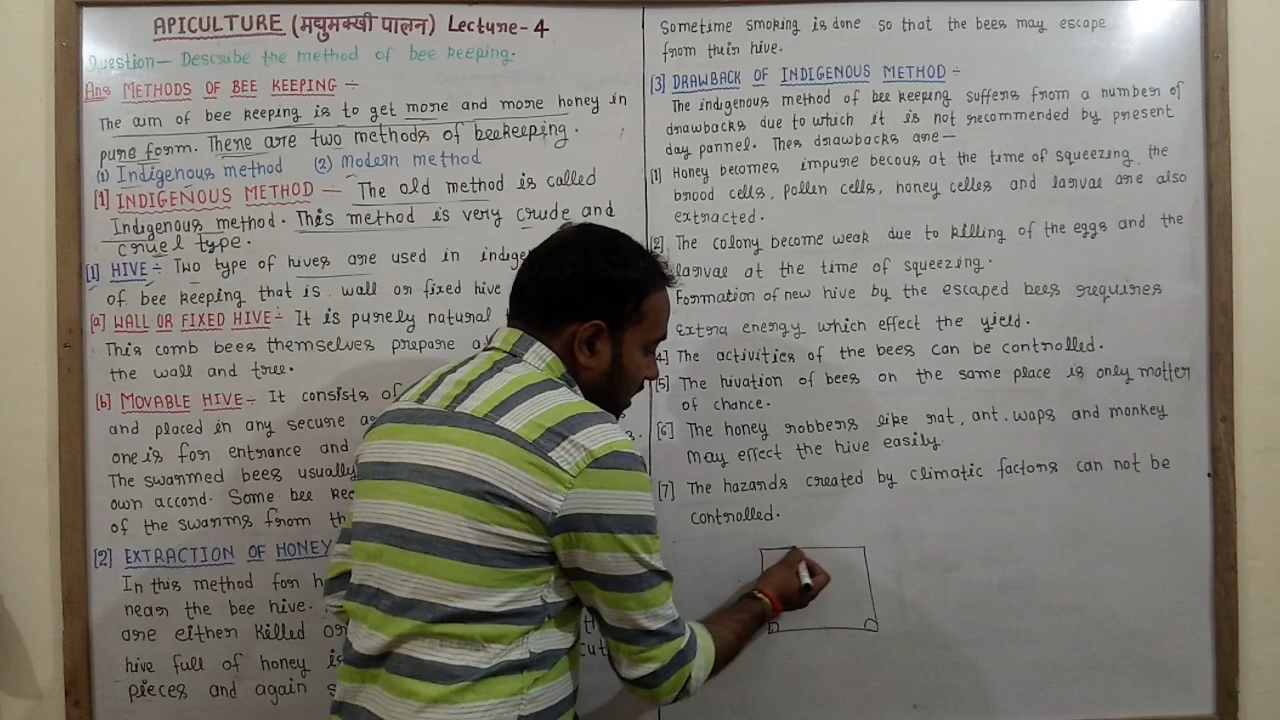 APICULTURE (मधुमक्खी पालन) Lecture-4
Question— Describe the method of bee keeping.
Ans METHODS OF BEE KEEPING ÷
The aim of bee keeping is to get more and more honey in
pure form. There are two methods of beekeeping.
(1) Indigenous method (2) Modern method
[1] INDIGENOUS METHOD — The old method is called
Indigenous method. This method is very crude and
cruel type.
[1] HIVE ÷ Two type of hives are used in indige
of bee keeping that is wall or fixed hive
[a] WALL OR FIXED HIVE ÷ It is purely natural
This comb bees themselves prepare a
the wall and tree.
[b] MOVABLE HIVE ÷ It consists of
and placed in any secure a
one is for entrance and
The swarmed bees usually
own accord. Some bee kee
of the swarms from th
[2] EXTRACTION OF HONEY
In this method for h
near the bee hive.
are either killed or
hive full of honey is cut
pieces and again s
Sometime smoking is done so that the bees may escape
from their hive.
[3] DRAWBACK OF INDIGENOUS METHOD ÷
The indigenous method of bee keeping suffers from a number of
drawbacks due to which it is not recommended by present
day pannel. Thes drawbacks are—
[1] Honey becomes impure becous at the time of squeezing, the
brood cells, pollen cells, honey celles and larvae are also
extracted.
[2] The colony become weak due to killing of the eggs and the
larvae at the time of squeezing.
Formation of new hive by the escaped bees srequires
Extra energy which effect the yield.
4] The activities of the bees can be controlled.
[5] The hivation of bees on the same place is only matter
of chance.
[6] The honey robbers like rat, ant. waps and monkey
may effect the hive easily.
[7] The hazards created by climatic factors can not be
controlled.